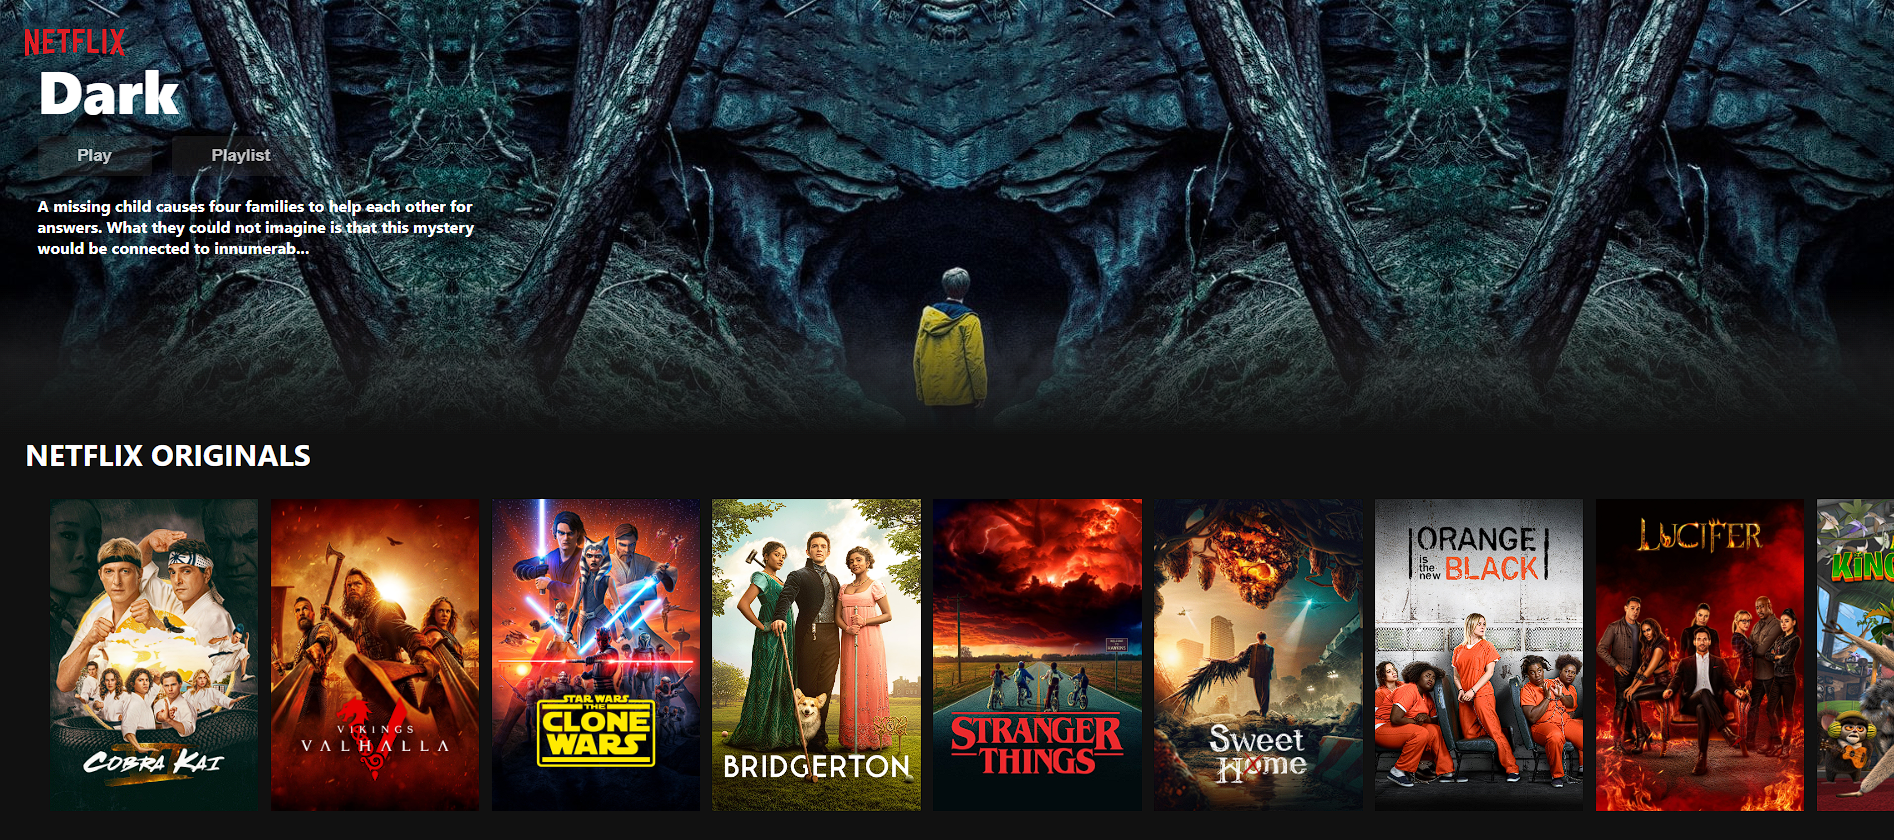 NETFLIX
Dark
Play
Playlist
A missing child causes four families to help each other for
answers. What they could not imagine is that this mystery
would be connected to innumerab...
NETFLIX ORIGINALS
COBRA KAI
VIKINGS
VALHALLA
STAR WARS
THE
CLONE
WARS
BRIDGERTON
HAWKINS
STRANGER
THINGS
Sweet
Home
ORANGE
is
the
new
BLACK
LUCIFER